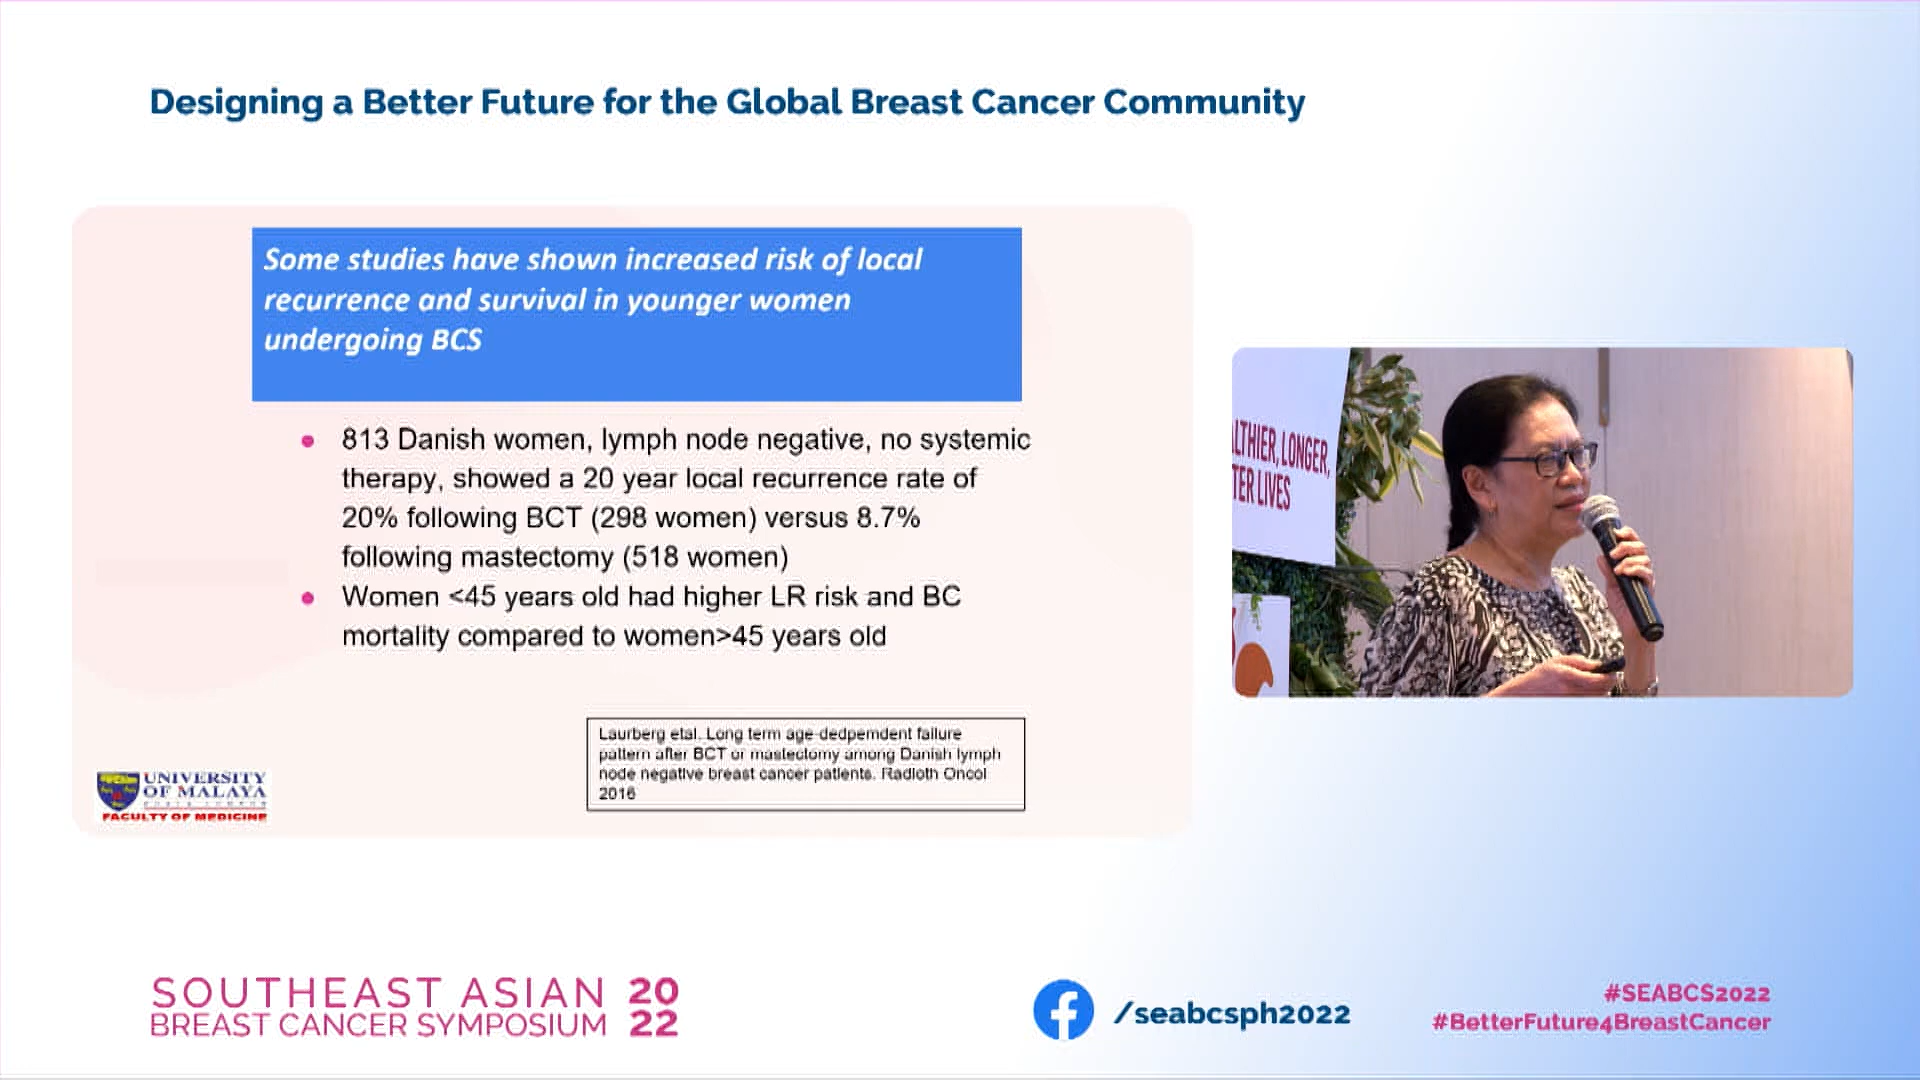 Designing a Better Future for the Global Breast Cancer Community
Some studies have shown increased risk of local
recurrence and survival in younger women
undergoing BCS
813 Danish women, lymph node negative, no systemic
therapy, showed a 20 year local recurrence rate of
20% following BCT (298 women) versus 8.7%
following mastectomy (518 women)
Women <45 years old had higher LR risk and BC
mortality compared to women>45 years old
Laurberg etal. Long term age-dedpemdent failure
pattern after BCT or mastectomy among Danish lymph
node negative breast cancer patients. Radioth Oncol
2016
UNIVERSITY
OF MALAYA
FACULTY OF MEDICINE
LTHIER, LONGER,
TER LIVES
SOUTHEAST ASIAN 20
BREAST CANCER SYMPOSIUM 22
/seabcsph2022
#SEABCS2022
#BetterFuture4BreastCancer